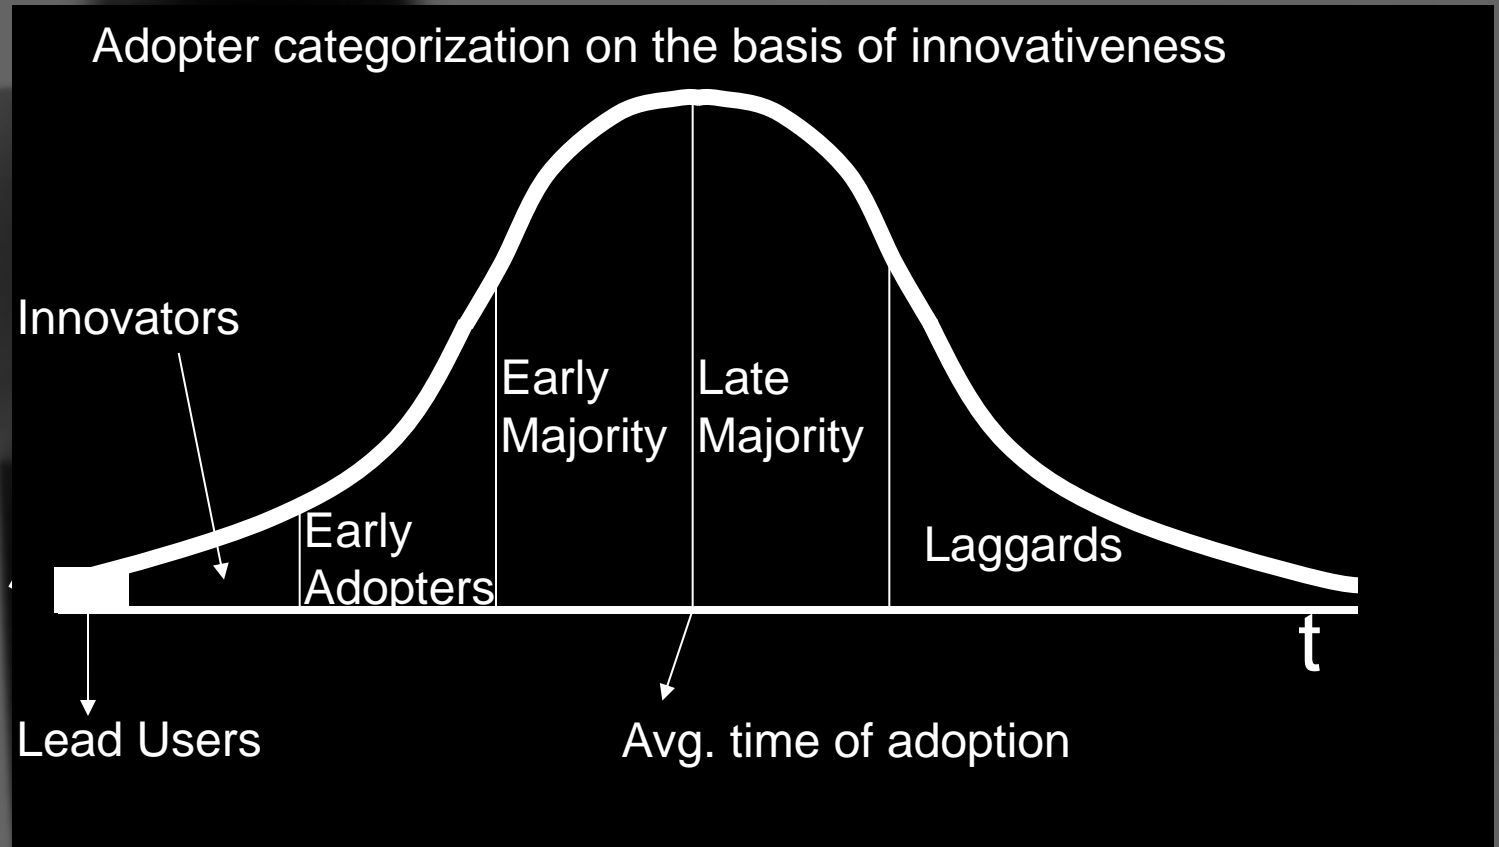 Adopter categorization on the basis of innovativeness
Innovators
Early
Majority
Late
Majority
Early
Adopters
Laggards
t
Lead Users
Avg. time of adoption